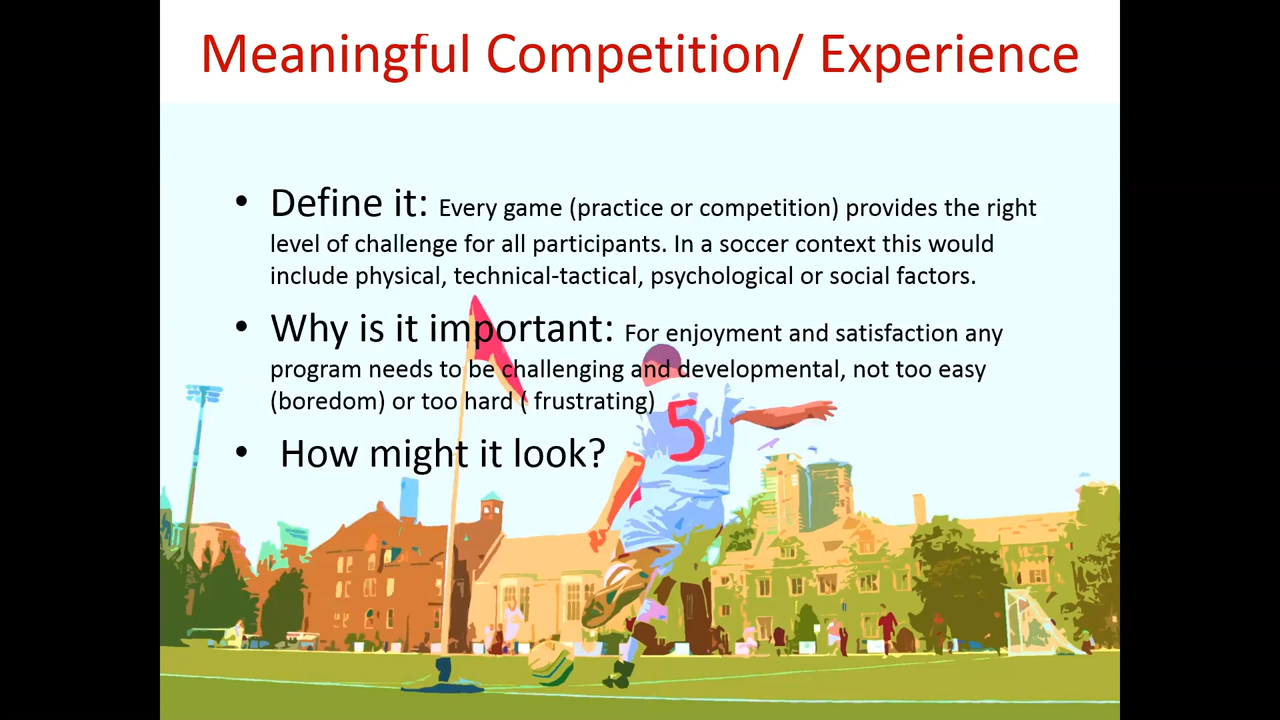 Meaningful Competition/ Experience
• Define it: Every game (practice or competition) provides the right
level of challenge for all participants. In a soccer context this would
include physical, technical-tactical, psychological or social factors.
• Why is it important: For enjoyment and satisfaction any
program needs to be challenging and developmental, not too easy
(boredom) or too hard ( frustrating)
• How might it look?
5